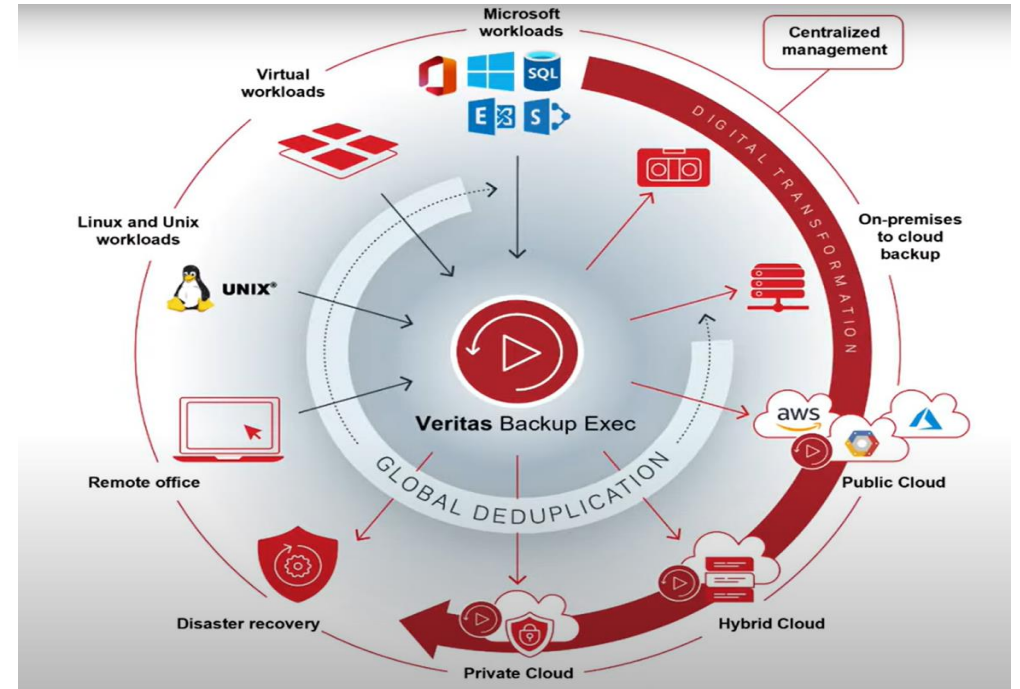 Microsoft
workloads
Centralized
management
Virtual
workloads
SQL
E
S
DIGITAL TRANSFORMATION
Linux and Unix
workloads
UNIX®
On-premises
to cloud
backup
Veritas Backup Exec
aws
GLOBAL DEDUPLICATION
Remote office
Public Cloud
Disaster recovery
Hybrid Cloud
Private Cloud